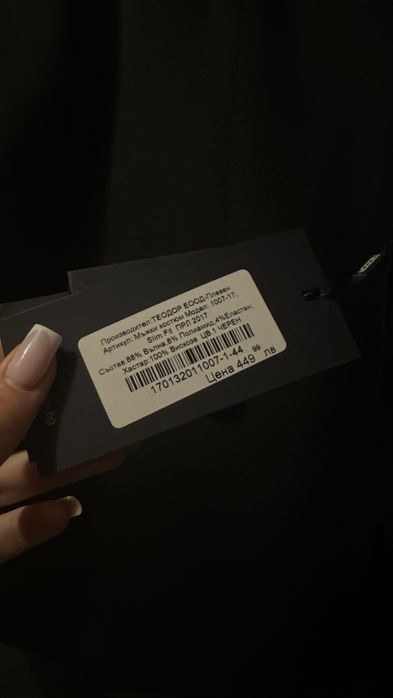 Производител:ТЕОДОР ЕООД-Плевен
Артикул: Мъжки костюм Модел: 1007-17;
Slim Fit ПРЛ 2017
Състав 88% Вълна 8% Полиамид,4%Еластан;
Хастар:100% Вискоза ЦВ.1 ЧЕРЕН
170132011007-1-44
Цена 449 99 лв